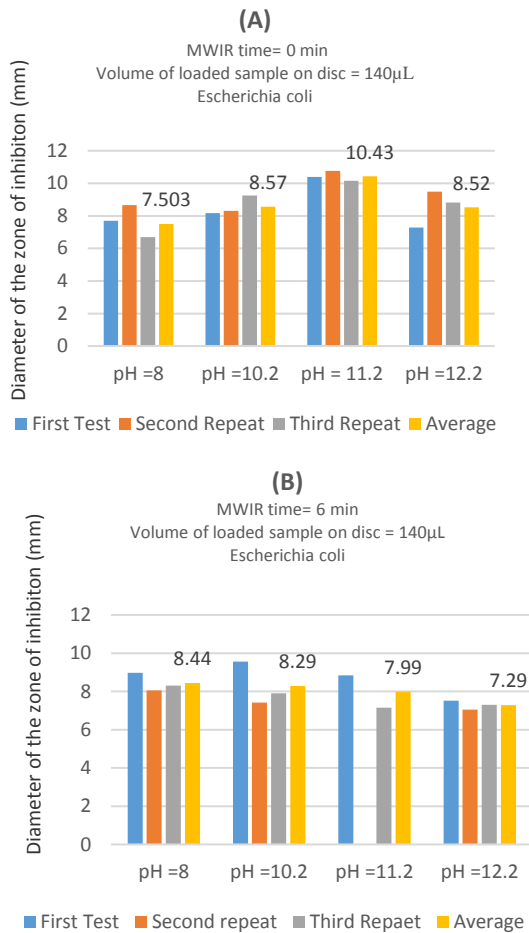 (A)
MWIR time= 0 min
Volume of loaded sample on disc = 140µL
Escherichia coli
Diameter of the zone of inhibiton (mm)
12
10
8
6
4
2
0
7.503
8.57
10.43
8.52
pH =8
pH =10.2
pH = 11.2
pH =12.2
First Test
Second Repeat
Third Repeat
Average
(B)
MWIR time= 6 min
Volume of loaded sample on disc = 140µL
Escherichia coli
Diameter of the zone of inhibiton (mm)
12
10
8
6
4
2
0
8.44
8.29
7.99
7.29
pH =8
pH =10.2
pH =11.2
pH =12.2
First Test
Second repeat
Third Repaet
Average